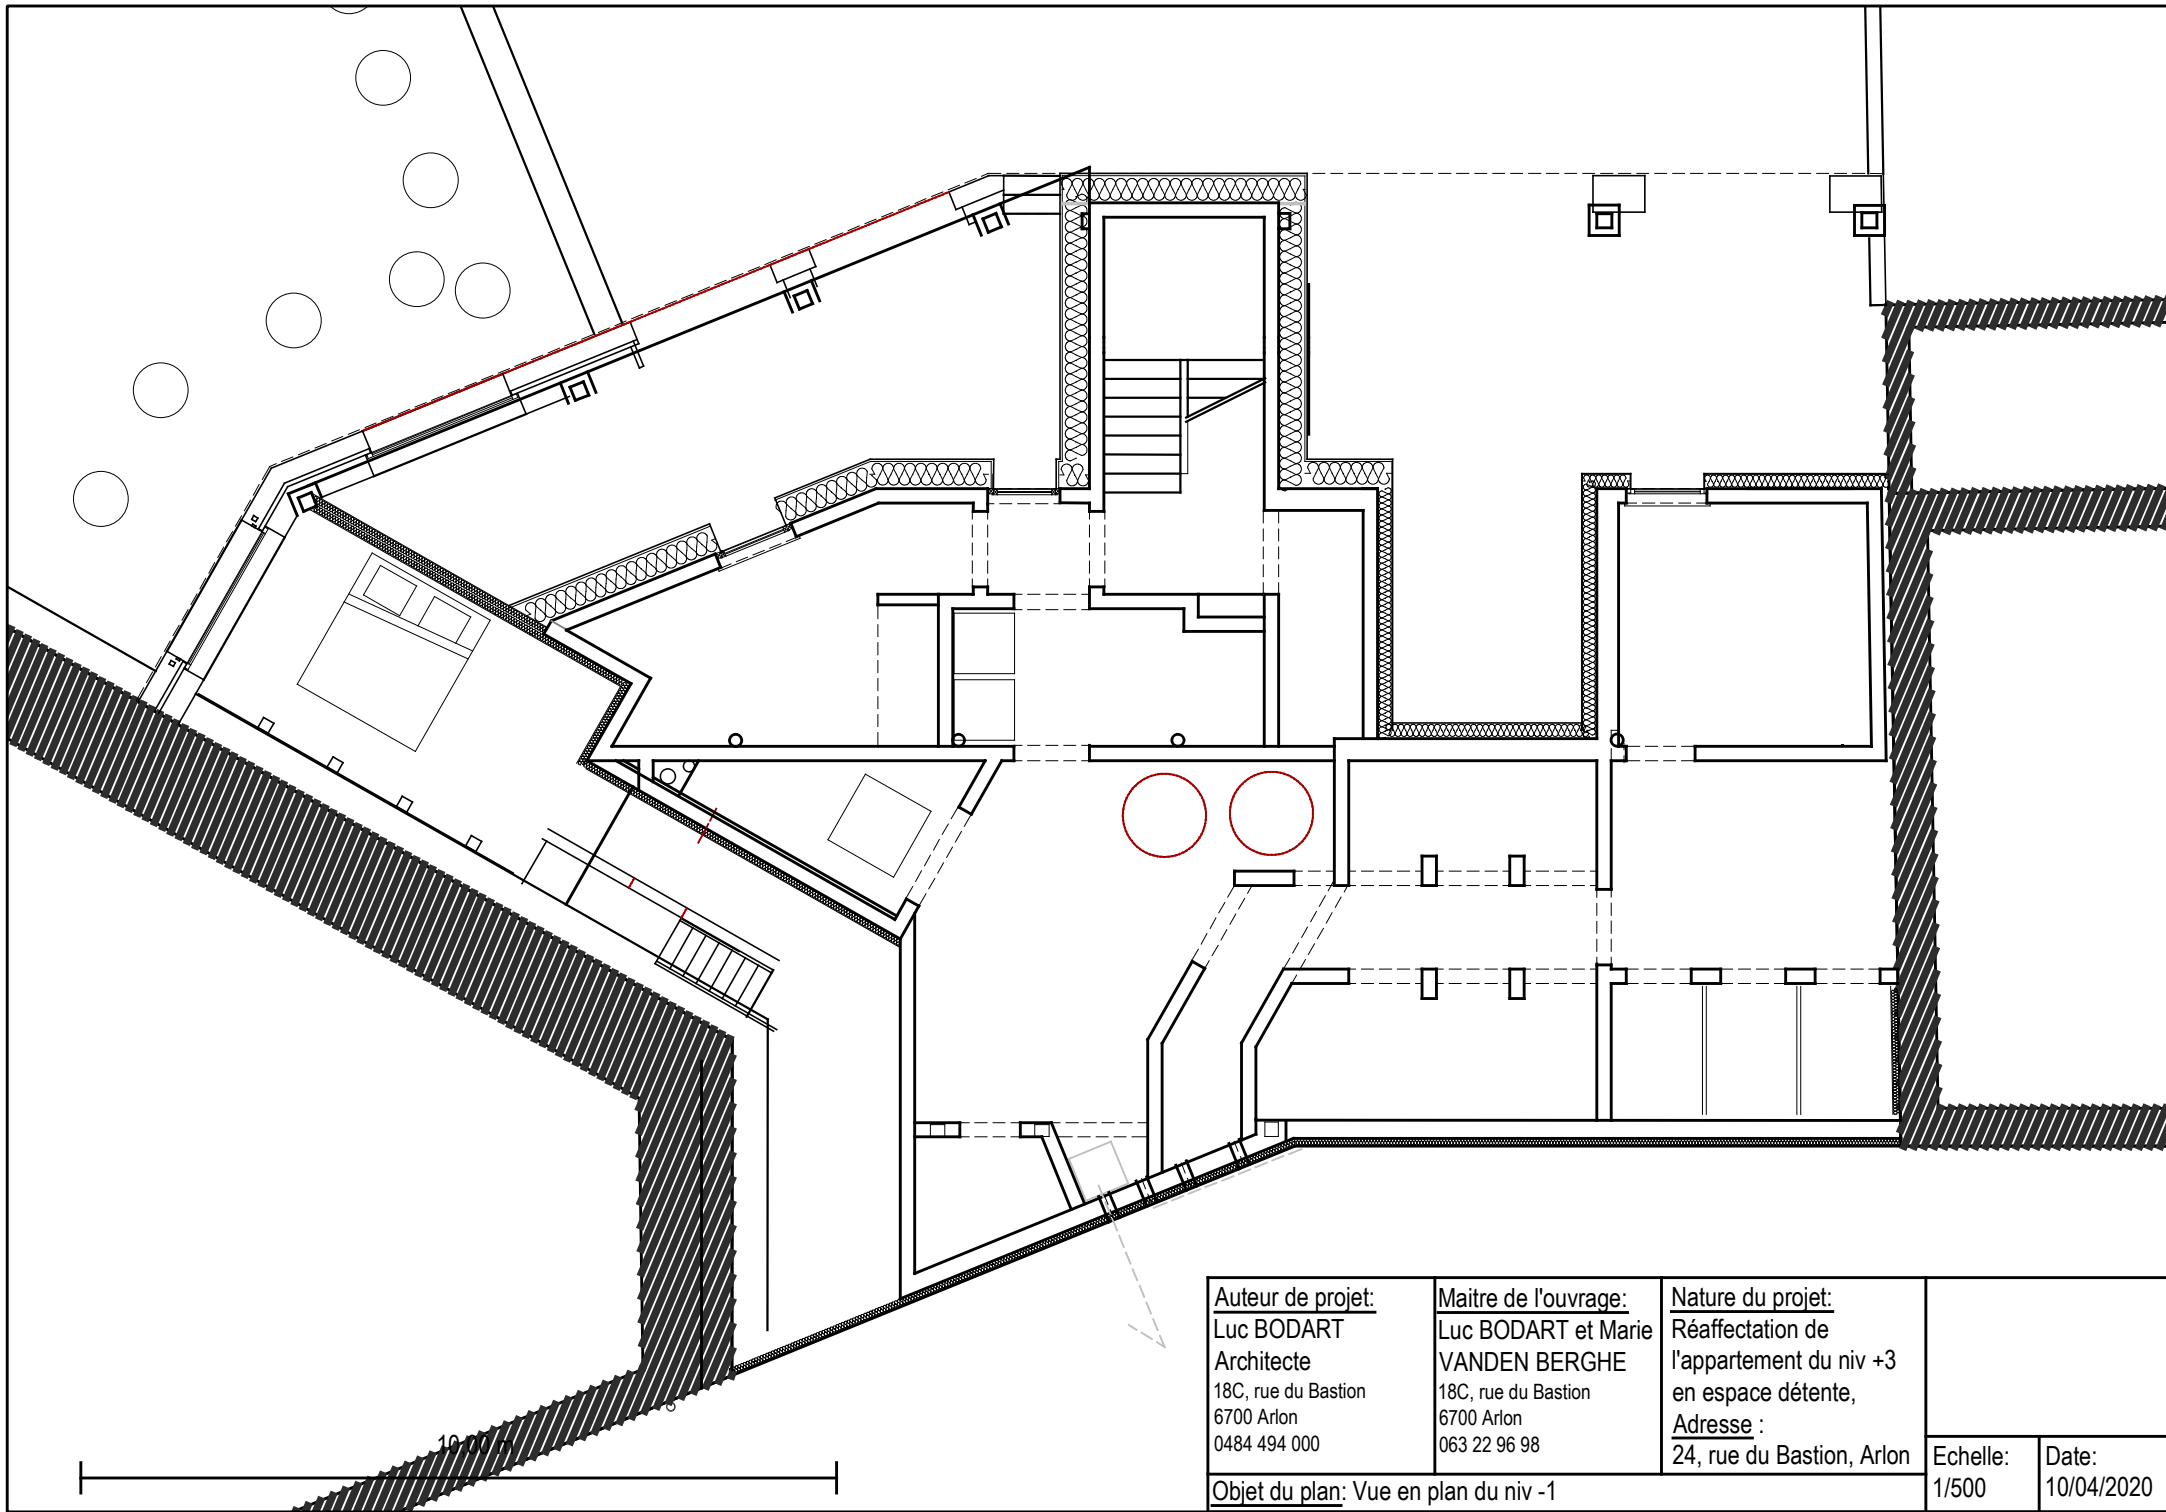 10.00 m
Auteur de projet:
Luc BODART
Architecte
18C, rue du Bastion
6700 Arlon
0484 494 000
Maitre de l'ouvrage:
Luc BODART et Marie
VANDEN BERGHE
18C, rue du Bastion
6700 Arlon
063 22 96 98
Nature du projet:
Réaffectation de
l'appartement du niv +3
en espace détente,
Adresse :
24, rue du Bastion, Arlon
Echelle:
1/500
Date:
10/04/2020
Objet du plan: Vue en plan du niv -1